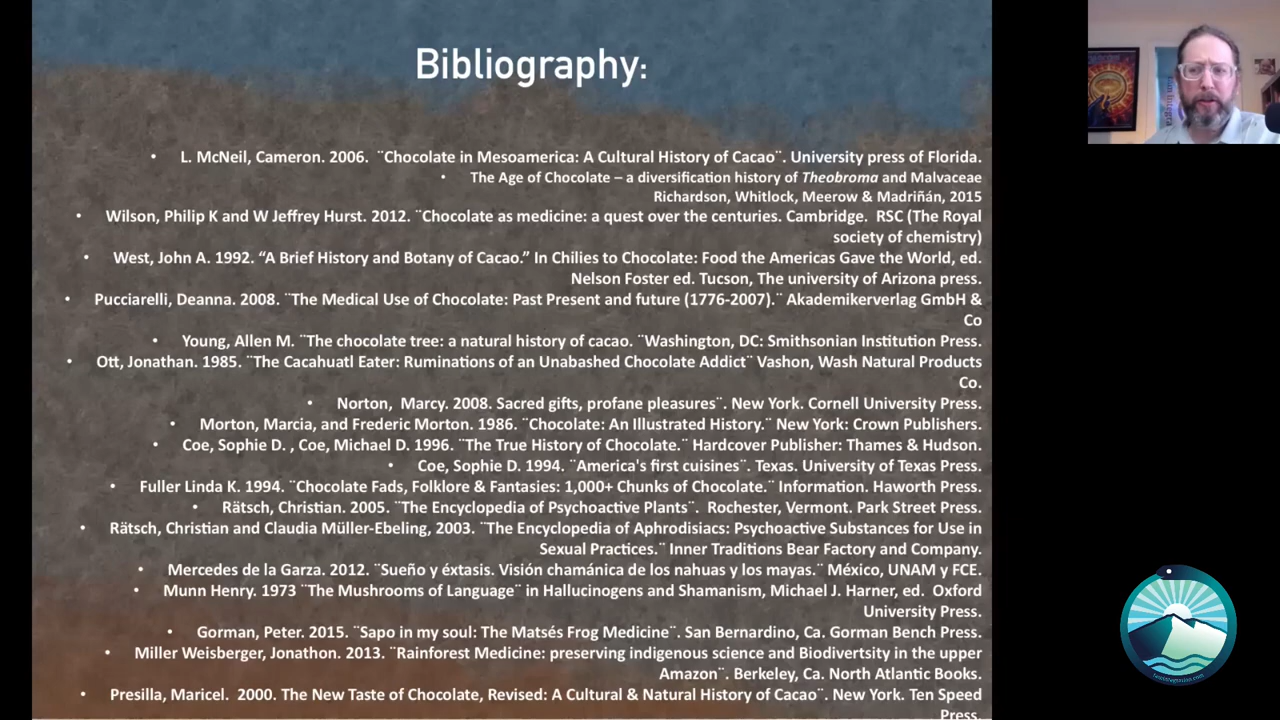 Bibliography:
• L. McNeil, Cameron. 2006. ¨Chocolate in Mesoamerica: A Cultural History of Cacao¨. University press of Florida.
• The Age of Chocolate – a diversification history of Theobroma and Malvaceae
Richardson, Whitlock, Meerow & Madriñán, 2015
• Wilson, Philip K and W Jeffrey Hurst. 2012. ¨Chocolate as medicine: a quest over the centuries. Cambridge. RSC (The Royal
society of chemistry)
• West, John A. 1992. “A Brief History and Botany of Cacao.” In Chilies to Chocolate: Food the Americas Gave the World, ed.
Nelson Foster ed. Tucson, The university of Arizona press.
• Pucciarelli, Deanna. 2008. ¨The Medical Use of Chocolate: Past Present and future (1776-2007).¨ Akademikerverlag GmbH &
Co
• Young, Allen M. ¨The chocolate tree: a natural history of cacao. ¨Washington, DC: Smithsonian Institution Press.
• Ott, Jonathan. 1985. ¨The Cacahuatl Eater: Ruminations of an Unabashed Chocolate Addict¨ Vashon, Wash Natural Products
Co.
• Norton, Marcy. 2008. Sacred gifts, profane pleasures¨. New York. Cornell University Press.
• Morton, Marcia, and Frederic Morton. 1986. ¨Chocolate: An Illustrated History.¨ New York: Crown Publishers.
• Coe, Sophie D. , Coe, Michael D. 1996. ¨The True History of Chocolate.¨ Hardcover Publisher: Thames & Hudson.
• Coe, Sophie D. 1994. ¨America's first cuisines¨. Texas. University of Texas Press.
• Fuller Linda K. 1994. ¨Chocolate Fads, Folklore & Fantasies: 1,000+ Chunks of Chocolate.¨ Information. Haworth Press.
• Rätsch, Christian. 2005. ¨The Encyclopedia of Psychoactive Plants¨. Rochester, Vermont. Park Street Press.
• Rätsch, Christian and Claudia Müller-Ebeling, 2003. ¨The Encyclopedia of Aphrodisiacs: Psychoactive Substances for Use in
Sexual Practices.¨ Inner Traditions Bear Factory and Company.
• Mercedes de la Garza. 2012. ¨Sueño y éxtasis. Visión chamánica de los nahuas y los mayas.¨ México, UNAM y FCE.
• Munn Henry. 1973 ¨The Mushrooms of Language¨ in Hallucinogens and Shamanism, Michael J. Harner, ed. Oxford
University Press.
• Gorman, Peter. 2015. ¨Sapo in my soul: The Matsés Frog Medicine¨. San Bernardino, Ca. Gorman Bench Press.
• Miller Weisberger, Jonathon. 2013. ¨Rainforest Medicine: preserving indigenous science and Biodivertsity in the upper
Amazon¨. Berkeley, Ca. North Atlantic Books.
• Presilla, Maricel. 2000. The New Taste of Chocolate, Revised: A Cultural & Natural History of Cacao¨. New York. Ten Speed
Press.